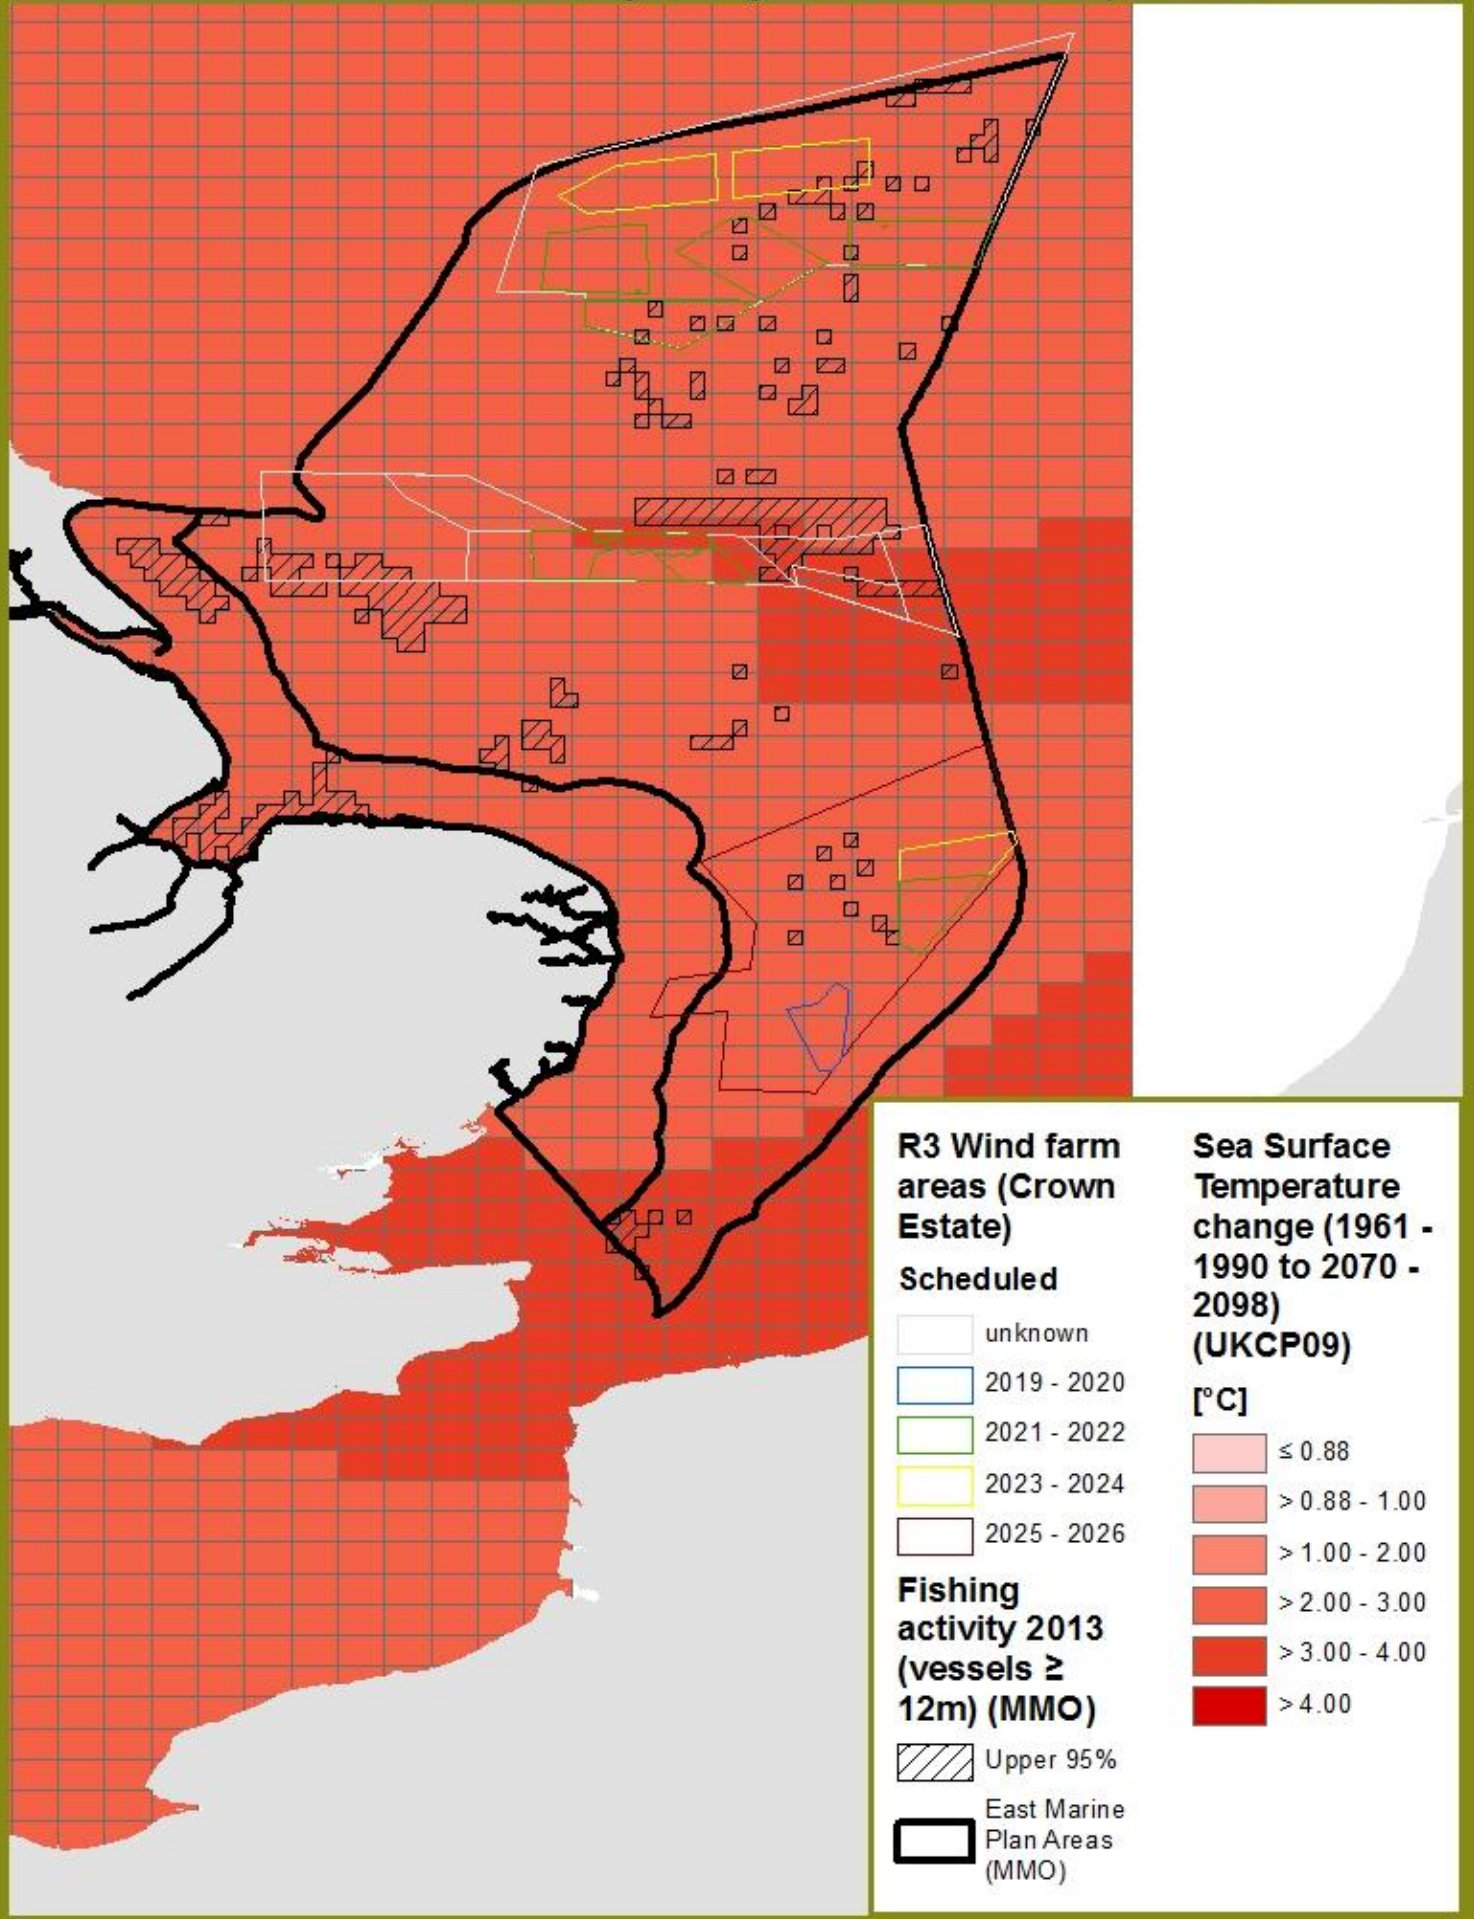 R3 Wind farm
areas (Crown
Estate)
Scheduled
unknown
2019 - 2020
2021 - 2022
2023 - 2024
2025 - 2026
Fishing
activity 2013
(vessels ≥
12m) (MMO)
Upper 95%
East Marine
Plan Areas
(MMO)
Sea Surface
Temperature
change (1961 -
1990 to 2070 -
2098)
(UKCP09)
[°C]
≤ 0.88
> 0.88 - 1.00
> 1.00 - 2.00
> 2.00 - 3.00
> 3.00 - 4.00
> 4.00